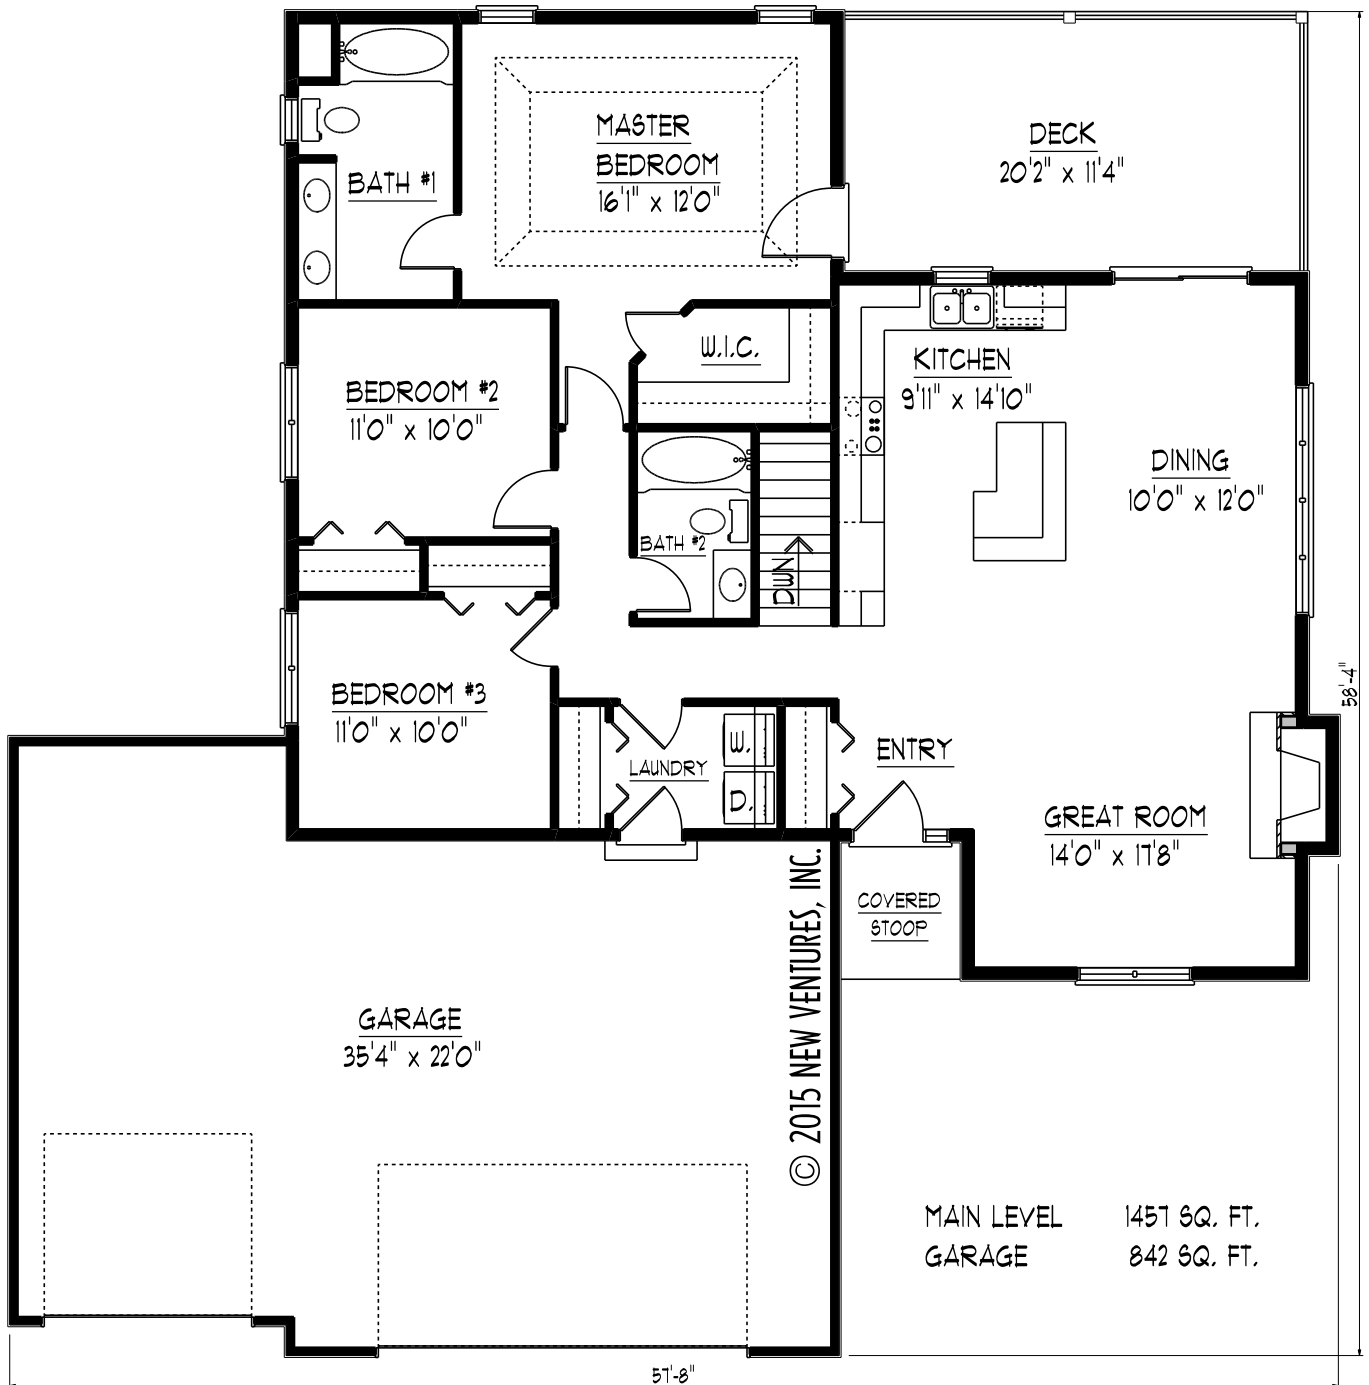 MASTER
BEDROOM
16'1" x 12'0"
DECK
20'2" x 11'4"
BATH #1
W.I.C.
KITCHEN
9'11" x 14'10"
BEDROOM #2
11'0" x 10'0"
DINING
10'0" x 12'0"
BATH #2
DWN
BEDROOM #3
11'0" x 10'0"
58'-4"
W.
LAUNDRY
D.
ENTRY
GREAT ROOM
14'0" x 17'8"
COVERED
STOOP
© 2015 NEW VENTURES, INC.
GARAGE
35'4" x 22'0"
MAIN LEVEL 1457 SQ. FT.
GARAGE 842 SQ. FT.
57'-8"